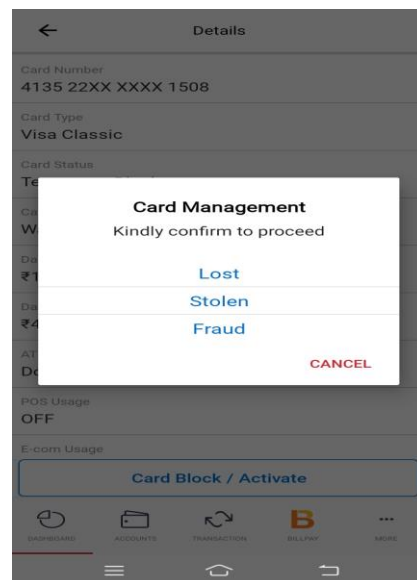 Details
Card Number
4135 22XX XXXX 1508
Card Type
Visa Classic
Card Status
Card Management
Kindly confirm to proceed
Lost
Stolen
Fraud
CANCEL
POS Usage
OFF
E-com Usage
Card Block / Activate
DASHBOARD ACCOUNTS TRANSACTION BILLPAY MORE